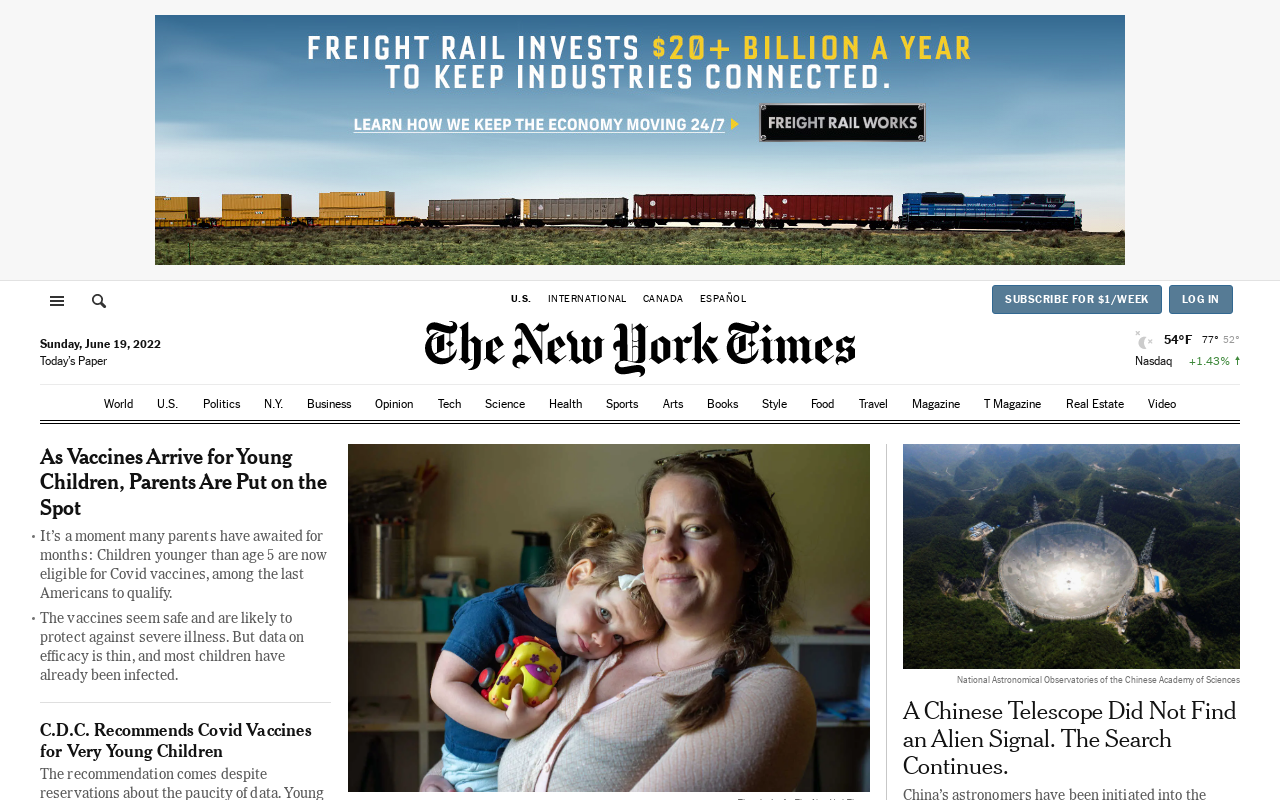 FREIGHT RAIL INVESTS $20+ BILLION A YEAR
TO KEEP INDUSTRIES CONNECTED.
LEARN HOW WE KEEP THE ECONOMY MOVING 24/7
FREIGHT RAIL WORKS
U.S. INTERNATIONAL CANADA ESPAÑOL
SUBSCRIBE FOR $1/WEEK
LOG IN
Sunday, June 19, 2022
Today's Paper
The New York Times
54°F 77° 52°
Nasdaq +1.43% ↑
World U.S. Politics N.Y. Business Opinion Tech Science Health Sports Arts Books Style Food Travel Magazine T Magazine Real Estate Video
As Vaccines Arrive for Young
Children, Parents Are Put on the
Spot
• It's a moment many parents have awaited for
months: Children younger than age 5 are now
eligible for Covid vaccines, among the last
Americans to qualify.
• The vaccines seem safe and are likely to
protect against severe illness. But data on
efficacy is thin, and most children have
already been infected.
C.D.C. Recommends Covid Vaccines
for Very Young Children
The recommendation comes despite
reservations about the paucity of data. Young
National Astronomical Observatories of the Chinese Academy of Sciences
A Chinese Telescope Did Not Find
an Alien Signal. The Search
Continues.
China's astronomers have been initiated into the